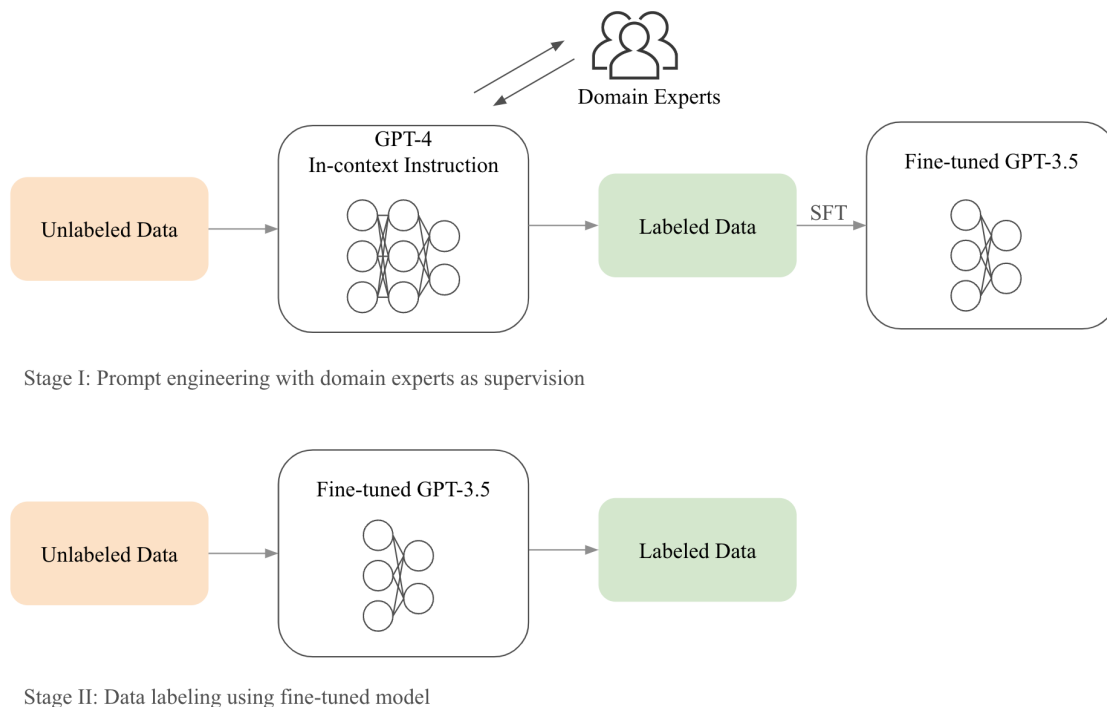 Domain Experts
GPT-4
In-context Instruction
Unlabeled Data
Labeled Data
SFT
Fine-tuned GPT-3.5
Stage I: Prompt engineering with domain experts as supervision
Unlabeled Data
Fine-tuned GPT-3.5
Labeled Data
Stage II: Data labeling using fine-tuned model